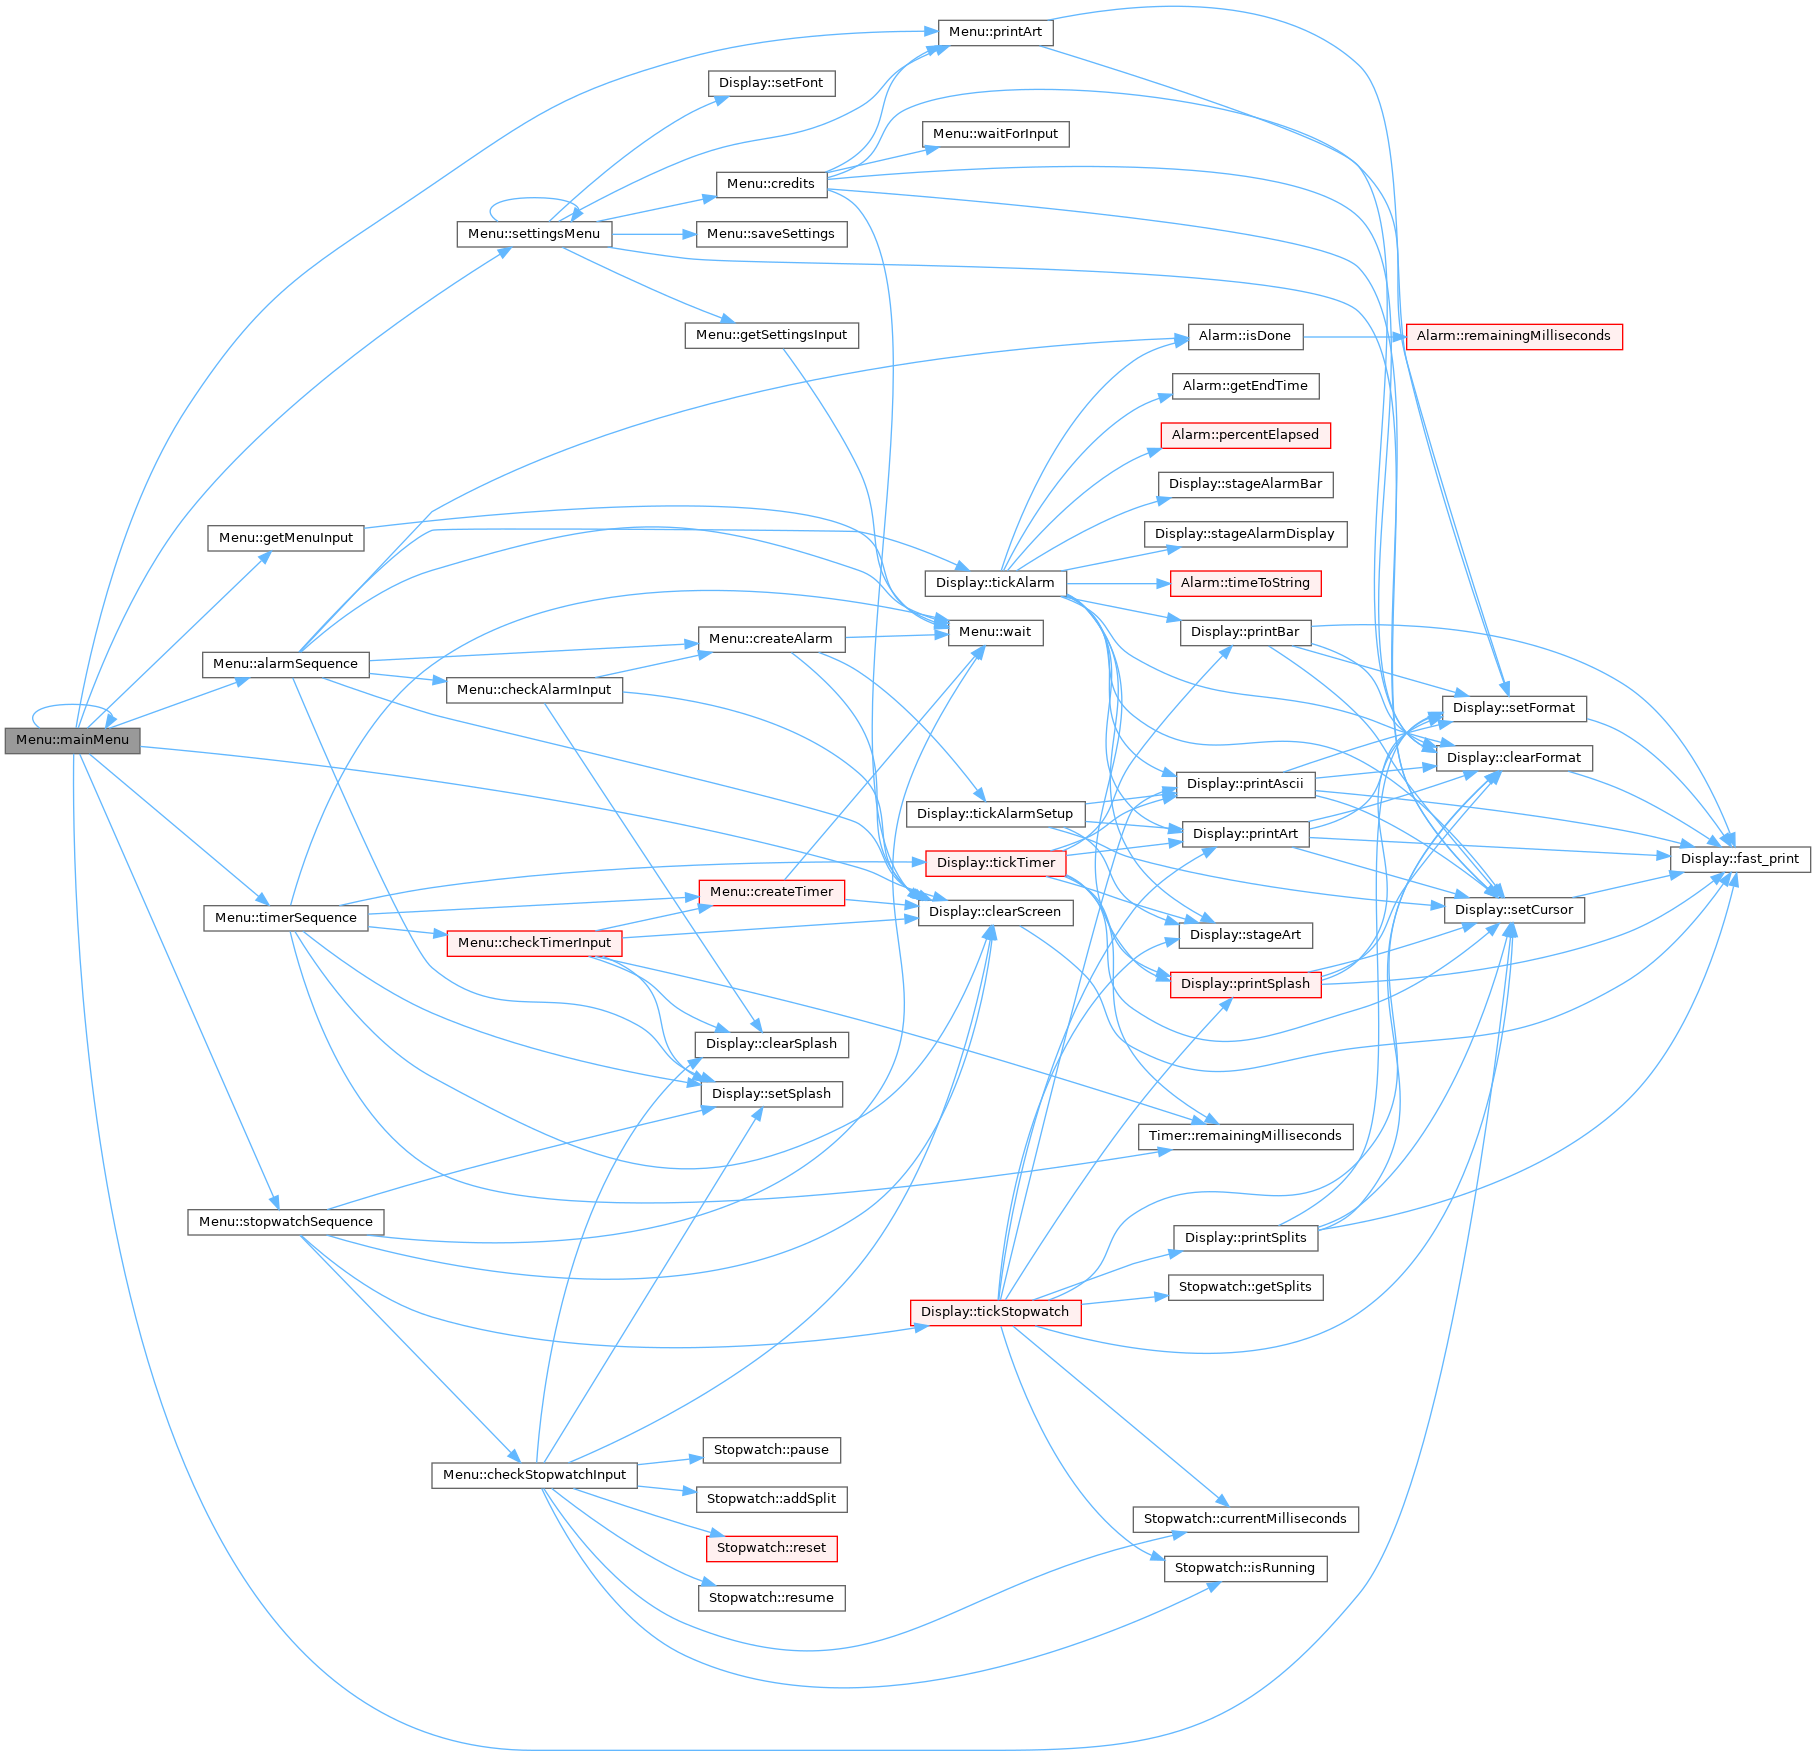 Menu::printArt
Display::setFont
Menu::waitForInput
Menu::credits
Menu::settingsMenu
Menu::saveSettings
Menu::getSettingsInput
Alarm::isDone
Alarm::remainingMilliseconds
Alarm::getEndTime
Alarm::percentElapsed
Display::stageAlarmBar
Menu::getMenuInput
Display::stageAlarmDisplay
Display::tickAlarm
Alarm::timeToString
Menu::createAlarm
Menu::wait
Display::printBar
Menu::alarmSequence
Menu::checkAlarmInput
Display::setFormat
Menu::mainMenu
Display::clearFormat
Display::printAscii
Display::tickAlarmSetup
Display::printArt
Display::tickTimer
Display::fast_print
Menu::createTimer
Menu::timerSequence
Display::clearScreen
Display::setCursor
Menu::checkTimerInput
Display::stageArt
Display::printSplash
Display::clearSplash
Display::setSplash
Timer::remainingMilliseconds
Menu::stopwatchSequence
Display::printSplits
Stopwatch::getSplits
Display::tickStopwatch
Stopwatch::pause
Menu::checkStopwatchInput
Stopwatch::addSplit
Stopwatch::currentMilliseconds
Stopwatch::reset
Stopwatch::isRunning
Stopwatch::resume